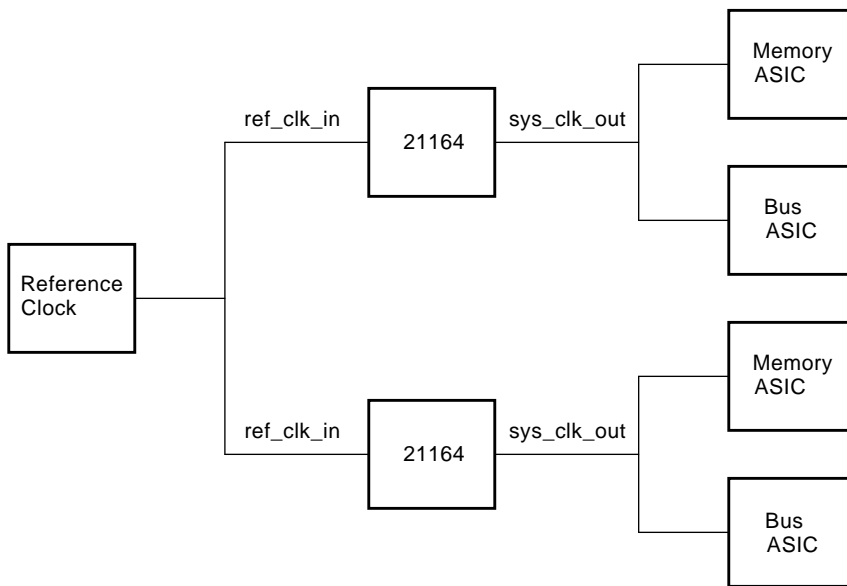 Memory
ASIC
ref_clk_in
21164
sys_clk_out
Bus
ASIC
Reference
Clock
Memory
ASIC
ref_clk_in
21164
sys_clk_out
Bus
ASIC